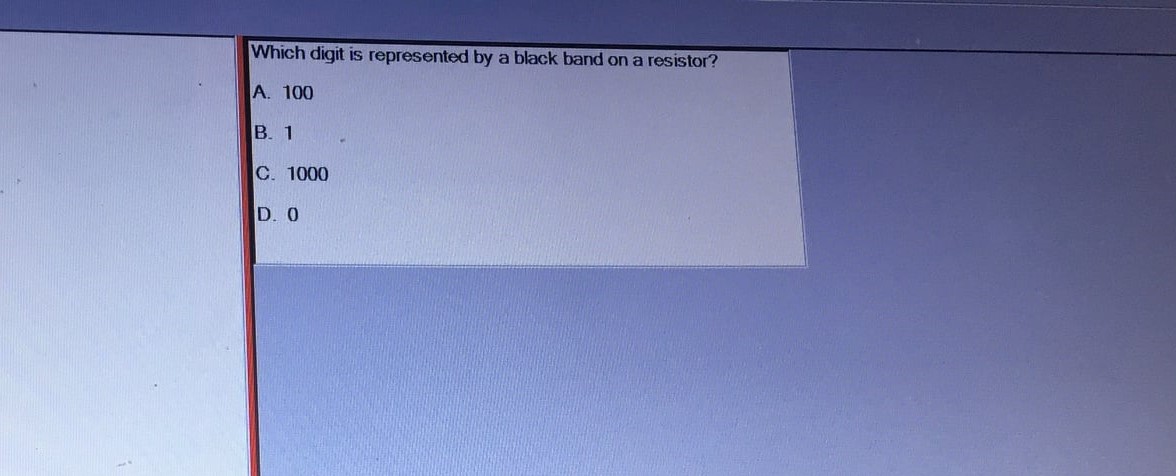 Which digit is represented by a black band on a resistor?
A. 100
B. 1
C. 1000
D. 0